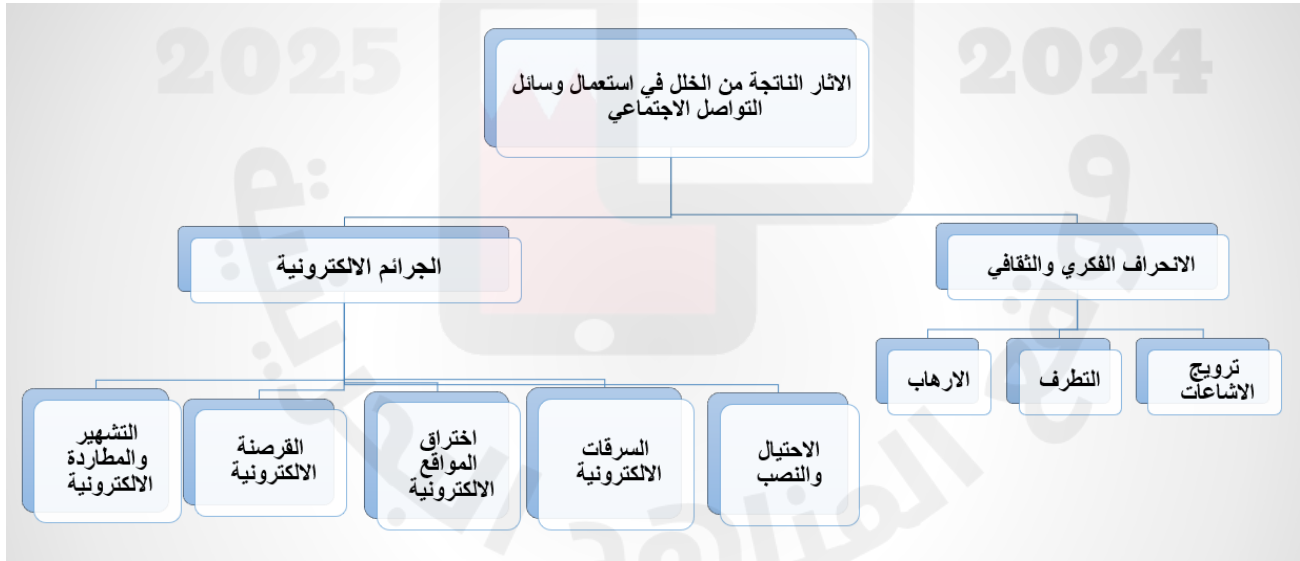 2025
2024
الاثار الناتجة من الخلل في استعمال وسائل
التواصل الاجتماعي
الانحراف الفكري والثقافي
الجرائم الالكترونية
ترويج
الاشاعات
التطرف
الارهاب
الاحتيال
والنصب
السرقات
الالكترونية
اختراق
المواقع
الالكترونية
القرصنة
الالكترونية
التشهير
والمطاردة
الالكترونية